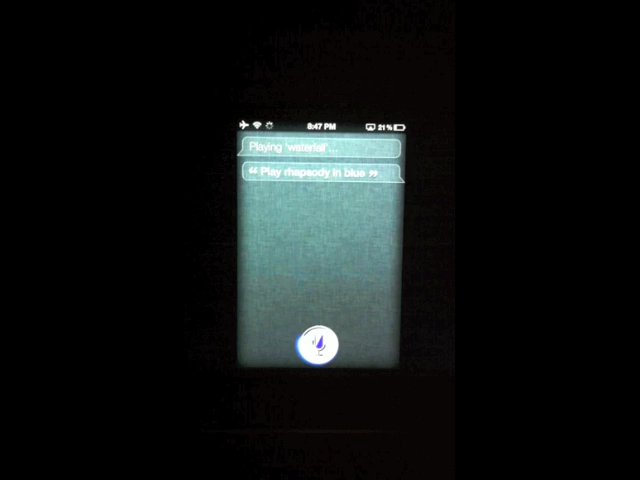 8:47 PM 21%
Playing 'waterfall'...
“ Play rhapsody in blue ”